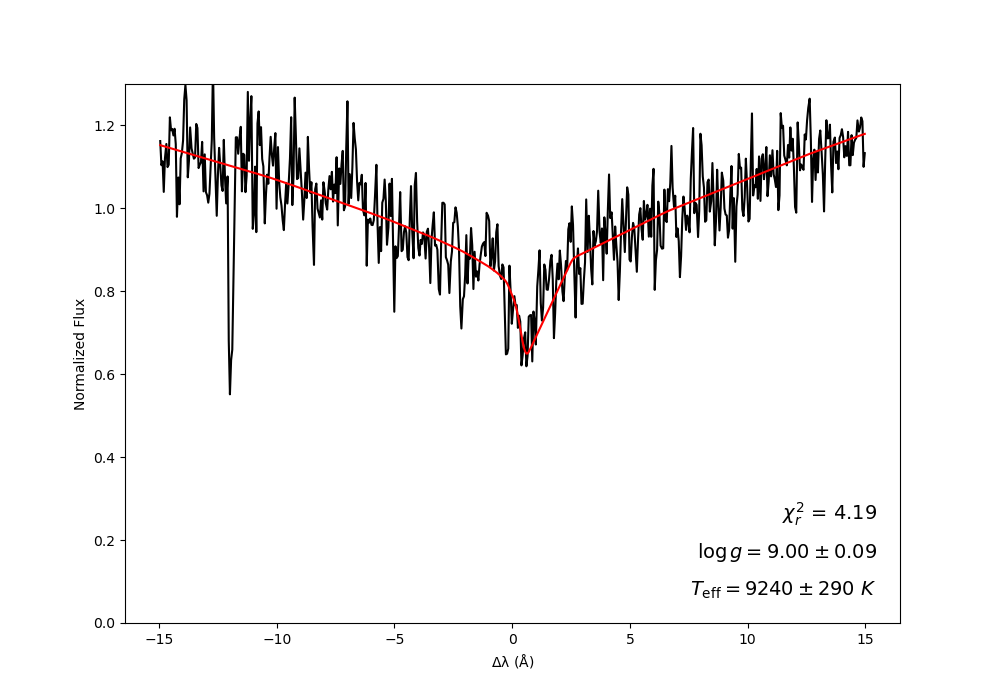 1.2
1.0
0.8
0.6
0.4
0.2
0.0
Normalized Flux
χ²ᵣ = 4.19
log g = 9.00 ± 0.09
T_eff = 9240 ± 290 K
−15 −10 −5 0 5 10 15
Δλ (Å)